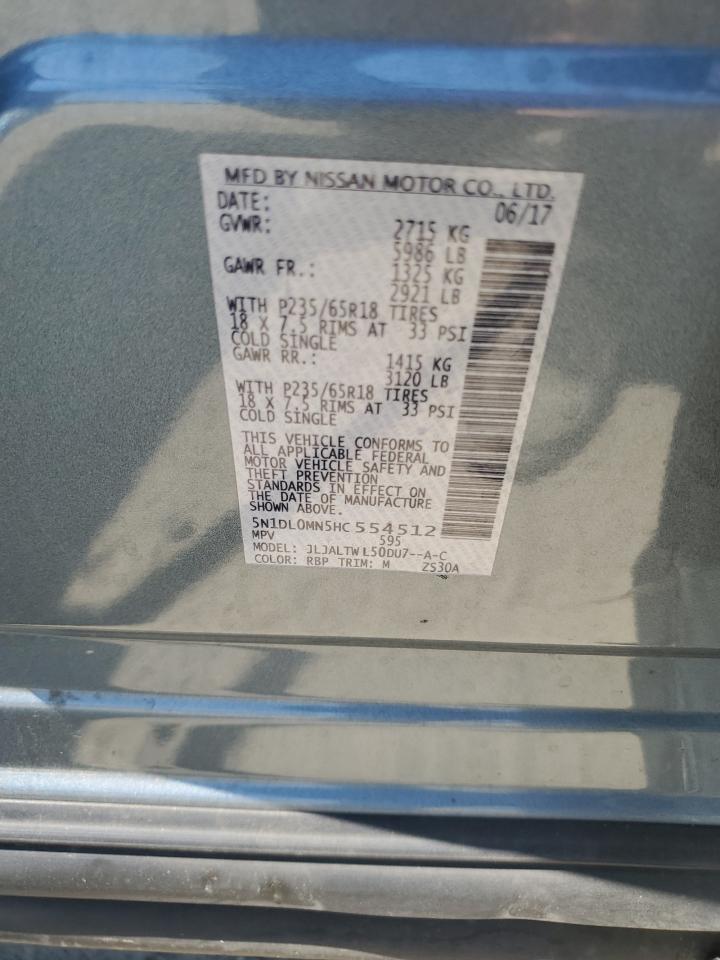 MFD BY NISSAN MOTOR CO., LTD.
DATE: 06/17
GVWR: 2715 KG
5986 LB
GAWR FR.: 1325 KG
2921 LB
WITH P235/65R18 TIRES
18 X 7.5 RIMS AT 33 PSI
COLD SINGLE
GAWR RR.: 1415 KG
3120 LB
WITH P235/65R18 TIRES
18 X 7.5 RIMS AT 33 PSI
COLD SINGLE
THIS VEHICLE CONFORMS TO
ALL APPLICABLE FEDERAL
MOTOR VEHICLE SAFETY AND
THEFT PREVENTION
STANDARDS IN EFFECT ON
THE DATE OF MANUFACTURE
SHOWN ABOVE.
5N1DL0MN5HC554512
MPV 595
MODEL: JLJALTWL50DU7--A-C
COLOR: RBP TRIM: M ZS30A